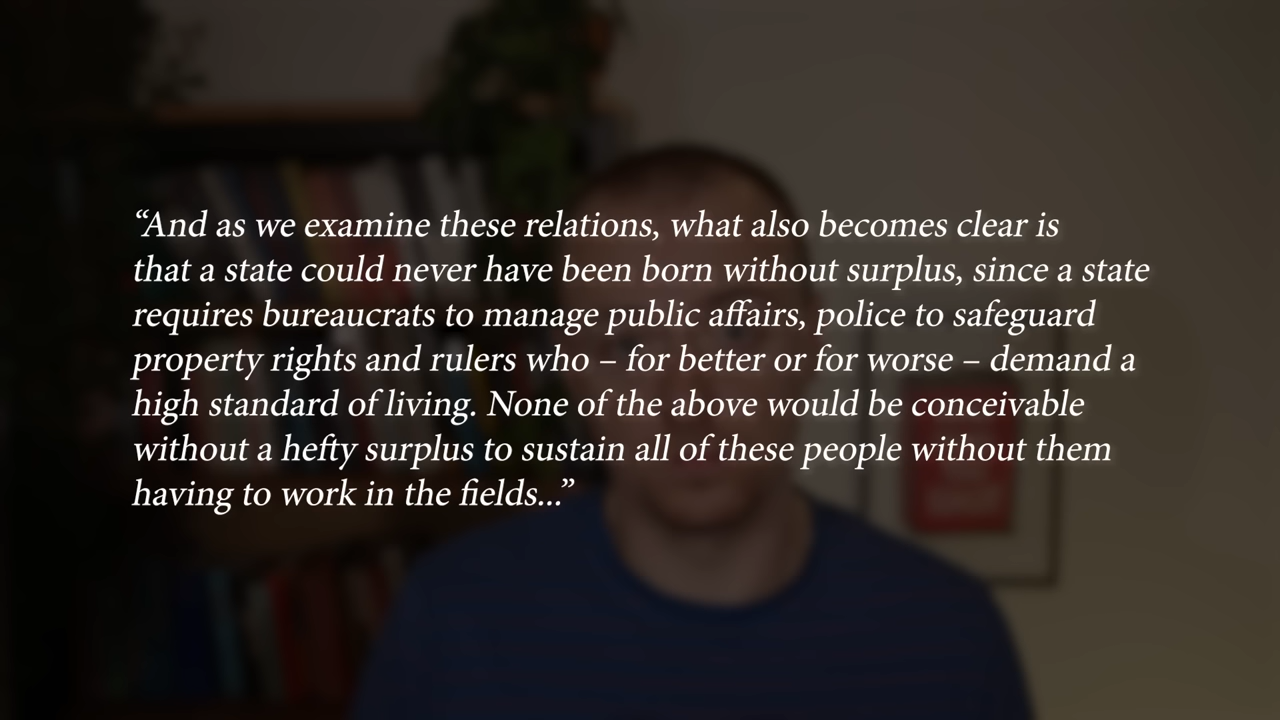 “And as we examine these relations, what also becomes clear is
that a state could never have been born without surplus, since a state
requires bureaucrats to manage public affairs, police to safeguard
property rights and rulers who – for better or for worse – demand a
high standard of living. None of the above would be conceivable
without a hefty surplus to sustain all of these people without them
having to work in the fields...”